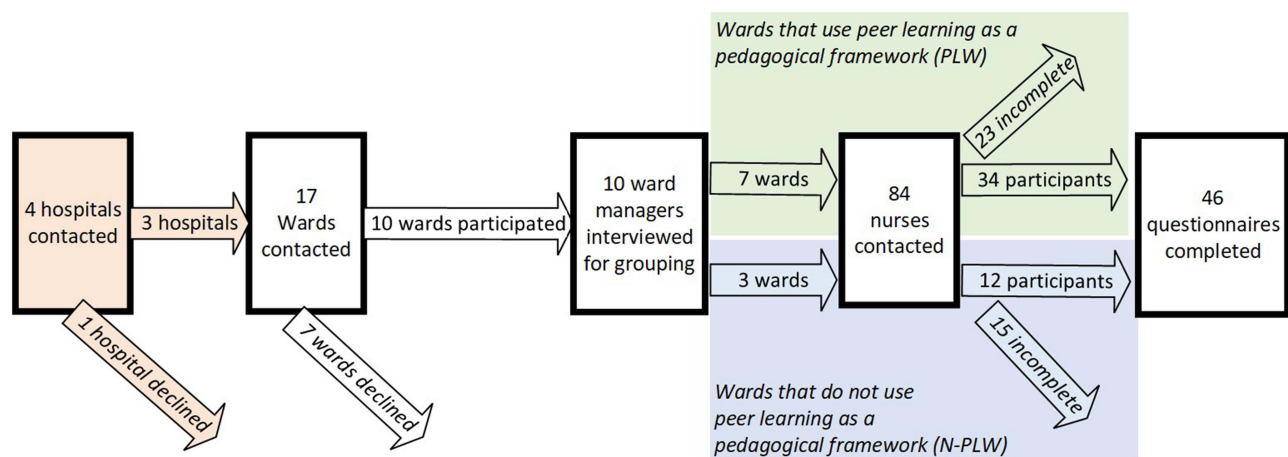 Wards that use peer learning as a
pedagogical framework (PLW)
4 hospitals
contacted
3 hospitals
1 hospital declined
17
Wards
contacted
10 wards participated
7 wards declined
10 ward
managers
interviewed
for grouping
7 wards
3 wards
84
nurses
contacted
23 incomplete
34 participants
12 participants
15 incomplete
46
questionnaires
completed
Wards that do not use
peer learning as a
pedagogical framework (N-PLW)